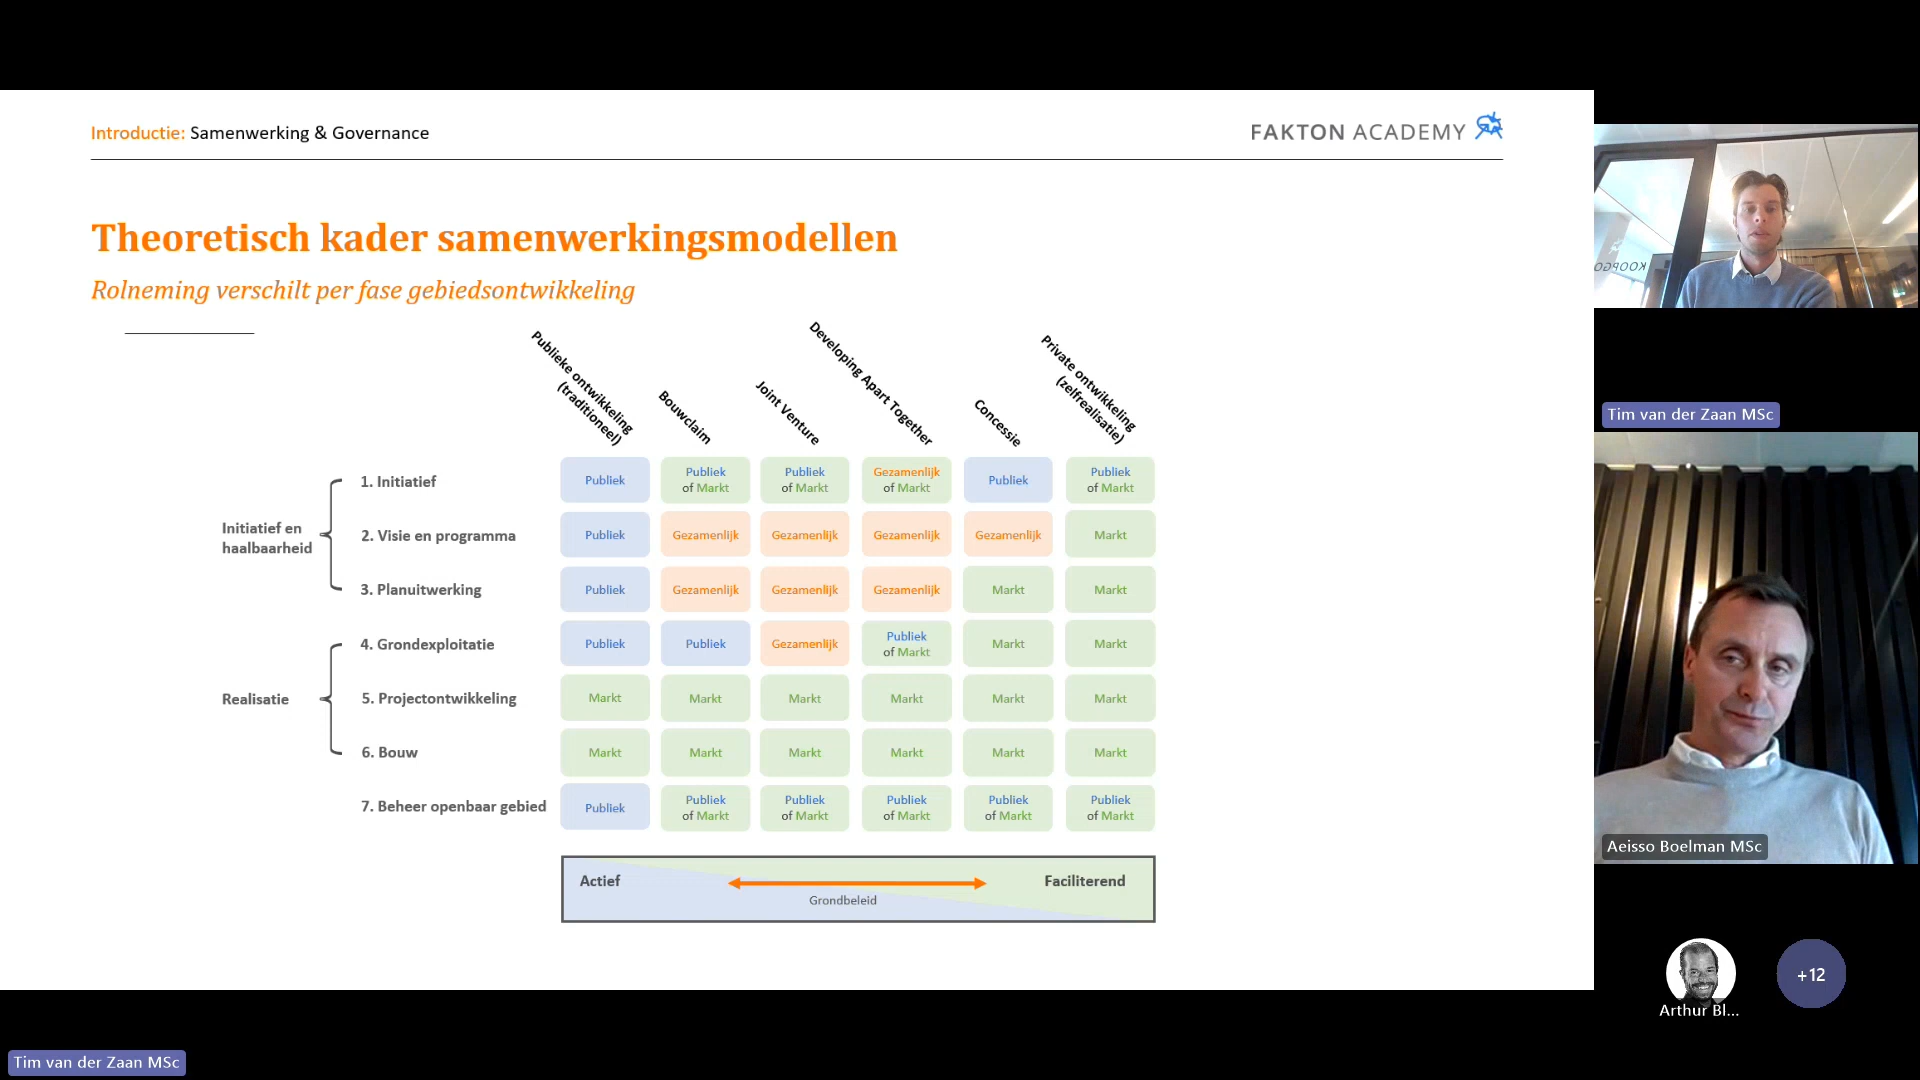 Introductie: Samenwerking & Governance
FAKTON ACADEMY
Theoretisch kader samenwerkingsmodellen
Rolneming verschilt per fase gebiedsontwikkeling
Publieke ontwikkeling
(traditioneel)
Bouwclaim
Joint Venture
Developing Apart Together
Concessie
Private ontwikkeling
(zelfrealisatie)
Initiatief en
haalbaarheid
1. Initiatief
Publiek
Publiek
of Markt
Publiek
of Markt
Gezamenlijk
of Markt
Publiek
Publiek
of Markt
2. Visie en programma
Publiek
Gezamenlijk
Gezamenlijk
Gezamenlijk
Gezamenlijk
Markt
3. Planuitwerking
Publiek
Gezamenlijk
Gezamenlijk
Gezamenlijk
Markt
Markt
Realisatie
4. Grondexploitatie
Publiek
Publiek
Gezamenlijk
Publiek
of Markt
Markt
Markt
5. Projectontwikkeling
Markt
Markt
Markt
Markt
Markt
Markt
6. Bouw
Markt
Markt
Markt
Markt
Markt
Markt
7. Beheer openbaar gebied
Publiek
Publiek
of Markt
Publiek
of Markt
Publiek
of Markt
Publiek
of Markt
Publiek
of Markt
Actief
Faciliterend
Grondbeleid
Tim van der Zaan MSc
Aeisso Boelman MSc
Arthur Bl...
+12
Tim van der Zaan MSc